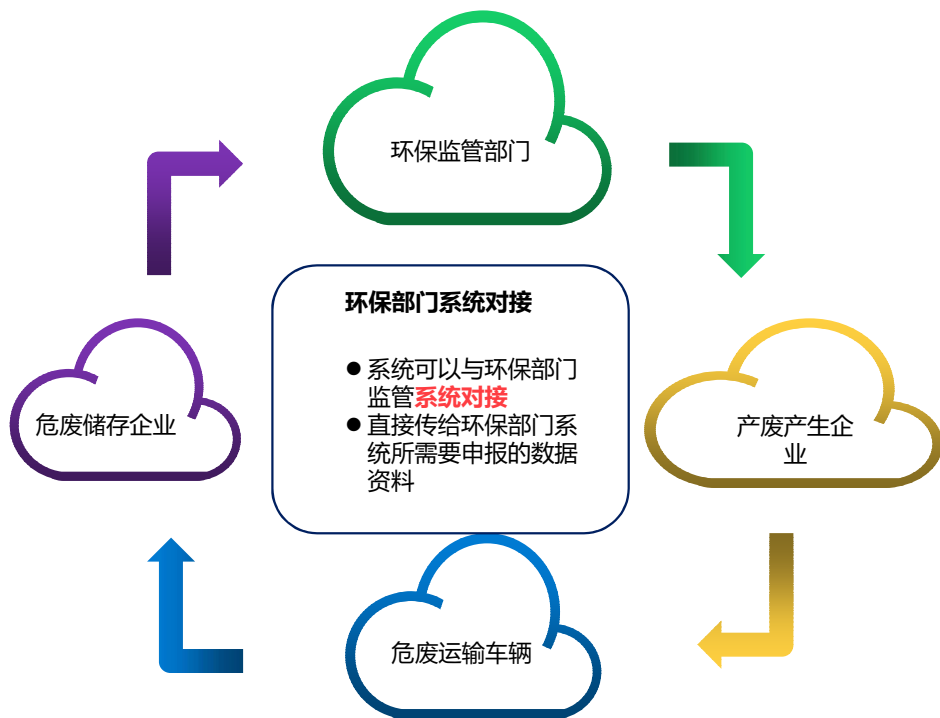 环保监管部门
环保部门系统对接
● 系统可以与环保部门
监管系统对接
● 直接传给环保部门系
统所需要申报的数据
资料
危废储存企业
产废产生企
业
危废运输车辆